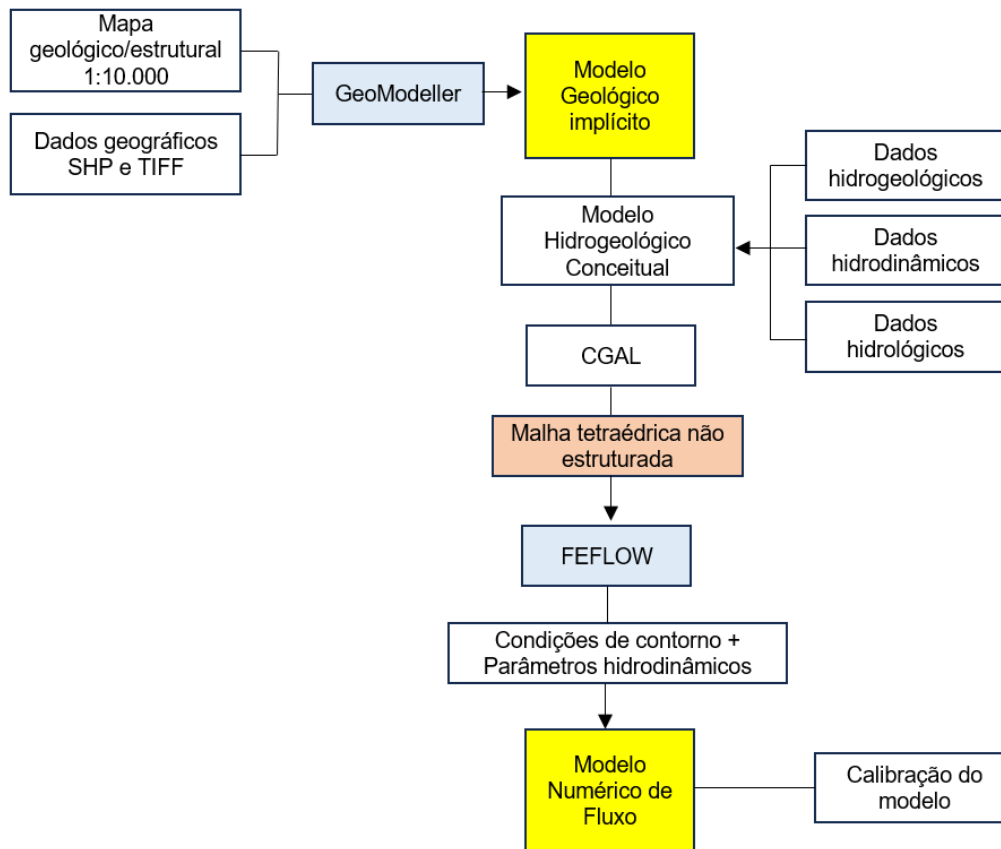 Mapa
geológico/estrutural
1:10.000
Dados geográficos
SHP e TIFF
GeoModeller
Modelo
Geológico
implícito
Modelo
Hidrogeológico
Conceitual
Dados
hidrogeológicos
Dados
hidrodinâmicos
Dados
hidrológicos
CGAL
Malha tetraédrica não
estruturada
FEFLOW
Condições de contorno +
Parâmetros hidrodinâmicos
Modelo
Numérico de
Fluxo
Calibração do
modelo